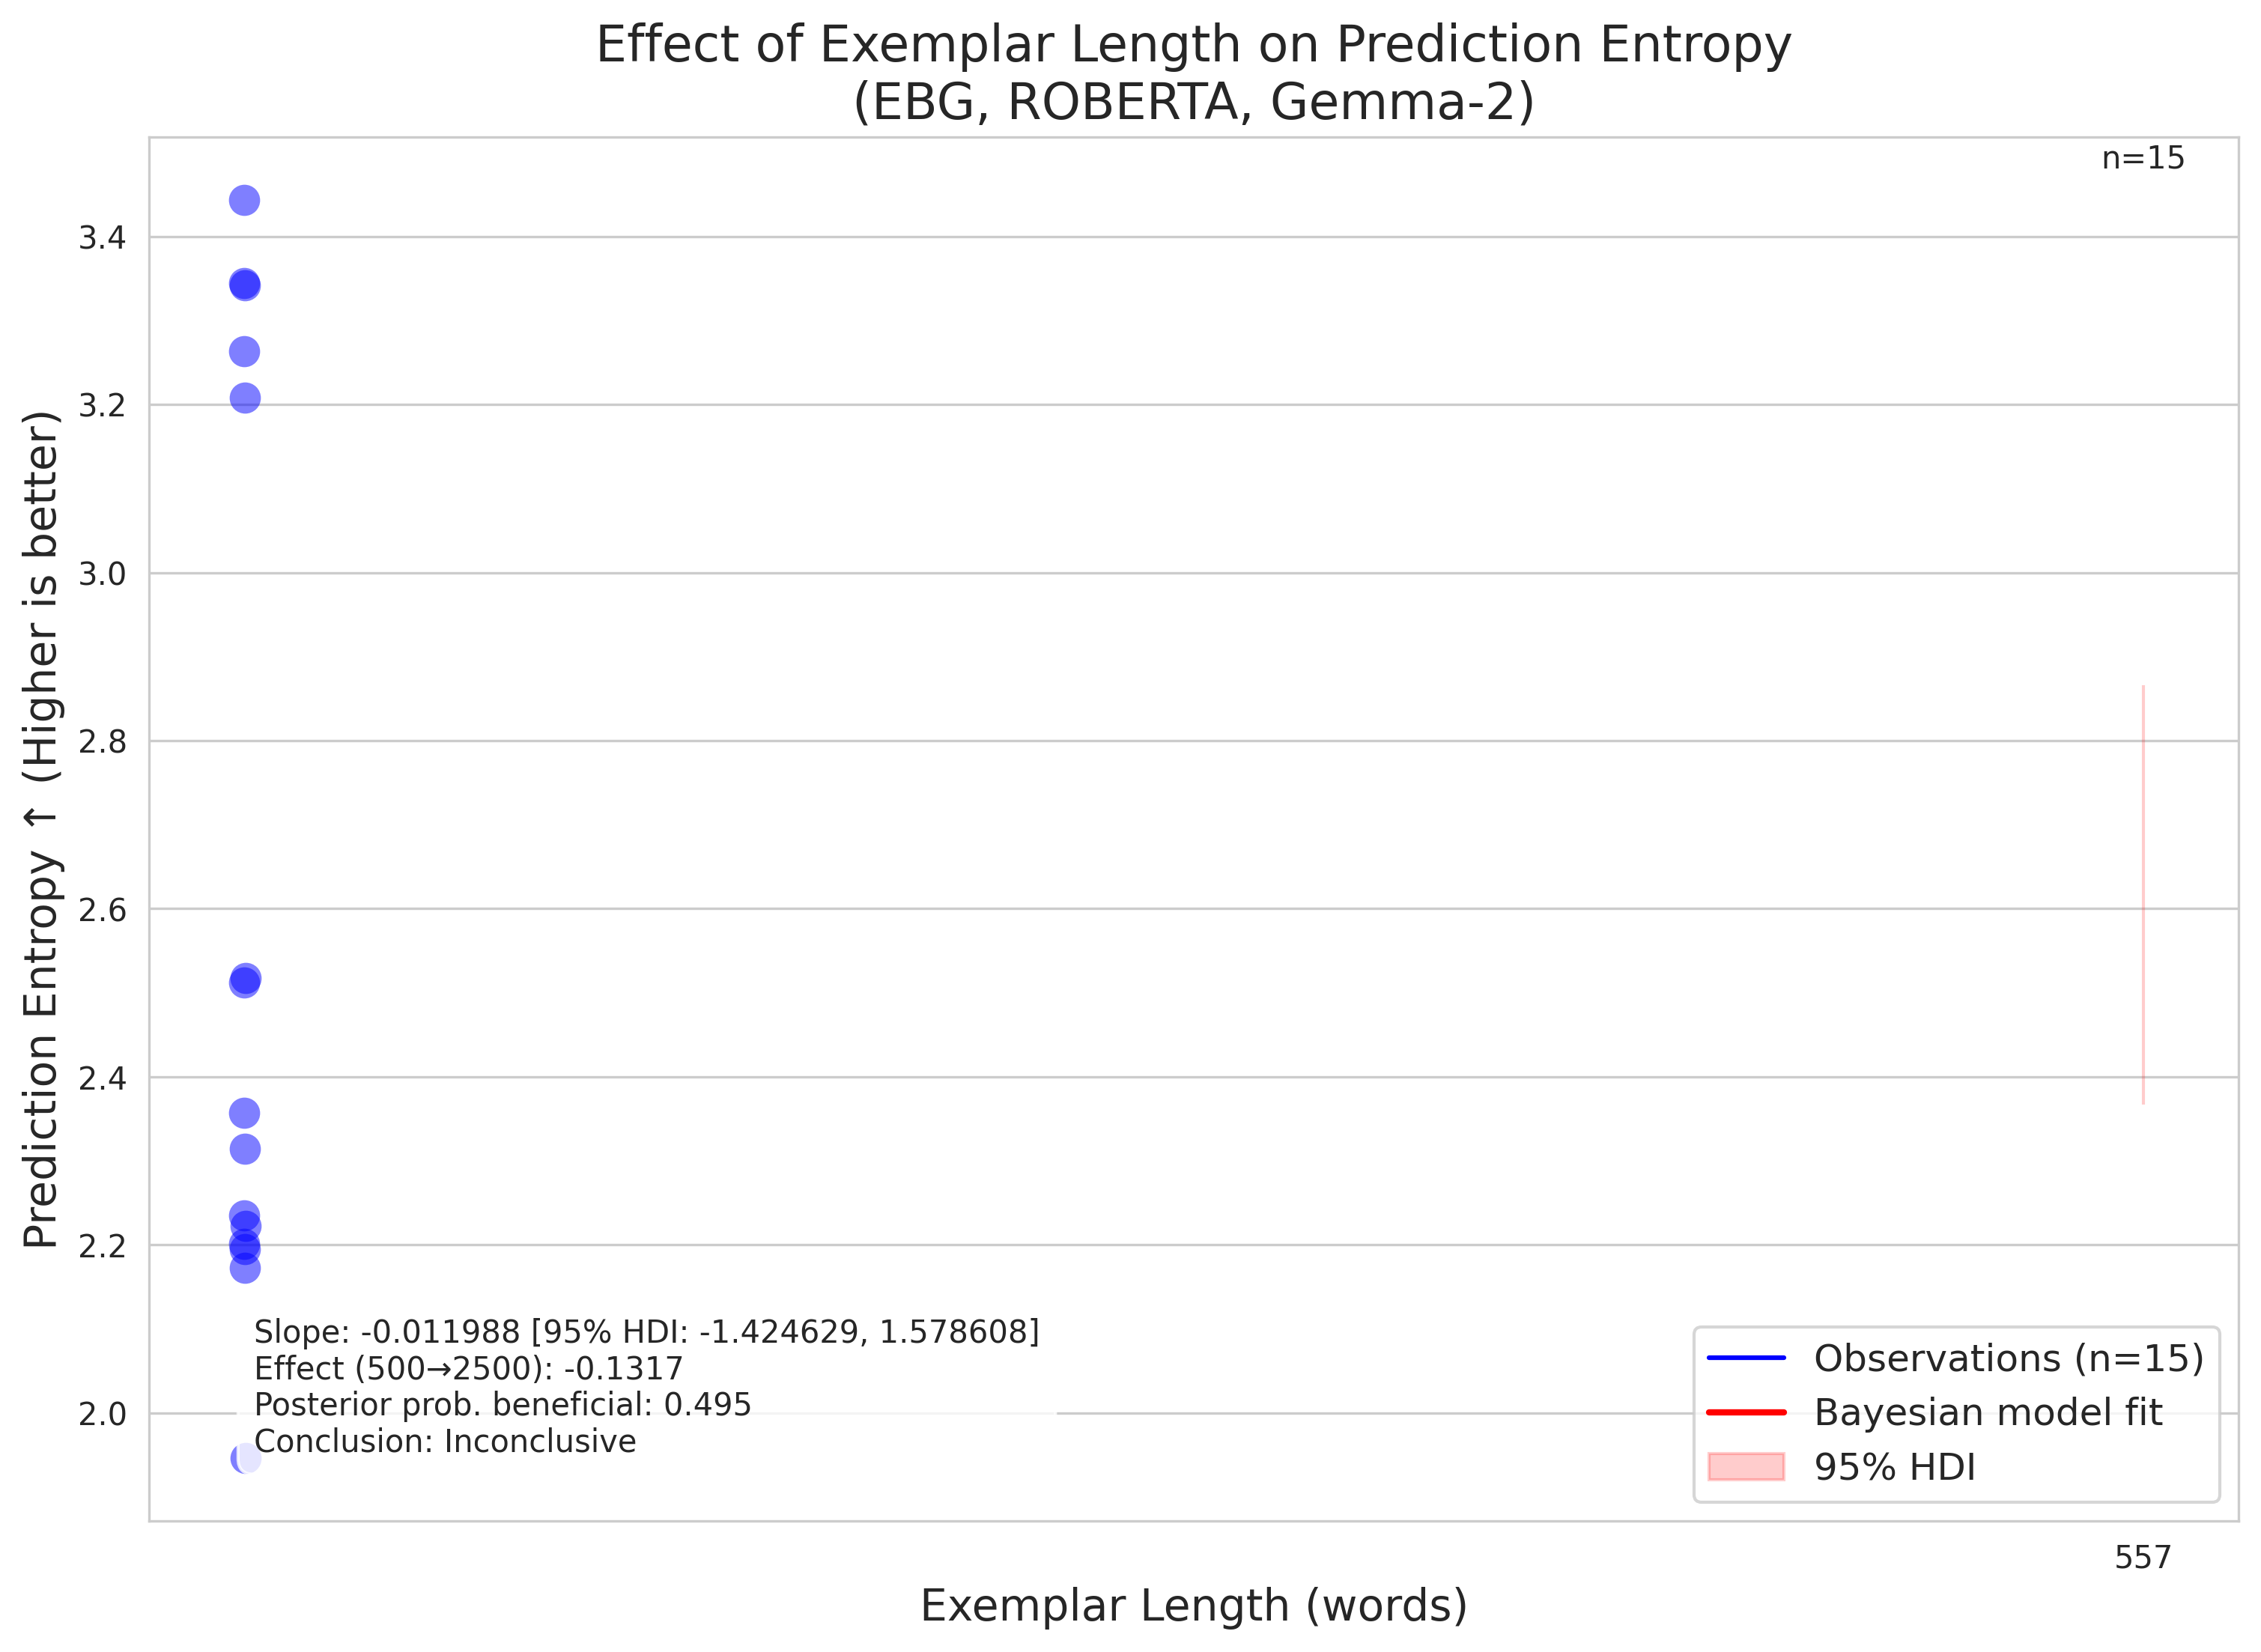 Effect of Exemplar Length on Prediction Entropy
(EBG, ROBERTA, Gemma-2)
n=15
Prediction Entropy ↑ (Higher is better)
3.4
3.2
3.0
2.8
2.6
2.4
2.2
2.0
Slope: -0.011988 [95% HDI: -1.424629, 1.578608]
Effect (500→2500): -0.1317
Posterior prob. beneficial: 0.495
Conclusion: Inconclusive
Observations (n=15)
Bayesian model fit
95% HDI
557
Exemplar Length (words)